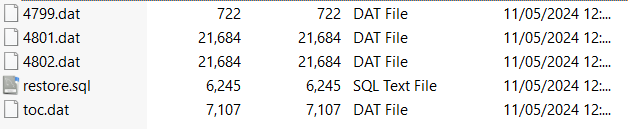 4799.dat 722 722 DAT File 11/05/2024 12:...
4801.dat 21,684 21,684 DAT File 11/05/2024 12:...
4802.dat 21,684 21,684 DAT File 11/05/2024 12:...
restore.sql 6,245 6,245 SQL Text File 11/05/2024 12:...
toc.dat 7,107 7,107 DAT File 11/05/2024 12:...